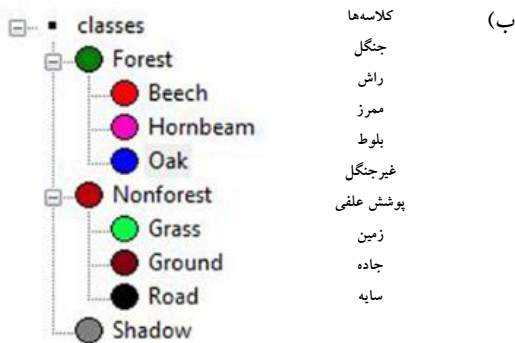 ب)
classes کلاسه‌ها
Forest جنگل
Beech راش
Hornbeam ممرز
Oak بلوط
Nonforest غیرجنگل
Grass پوشش علفی
Ground زمین
Road جاده
Shadow سایه